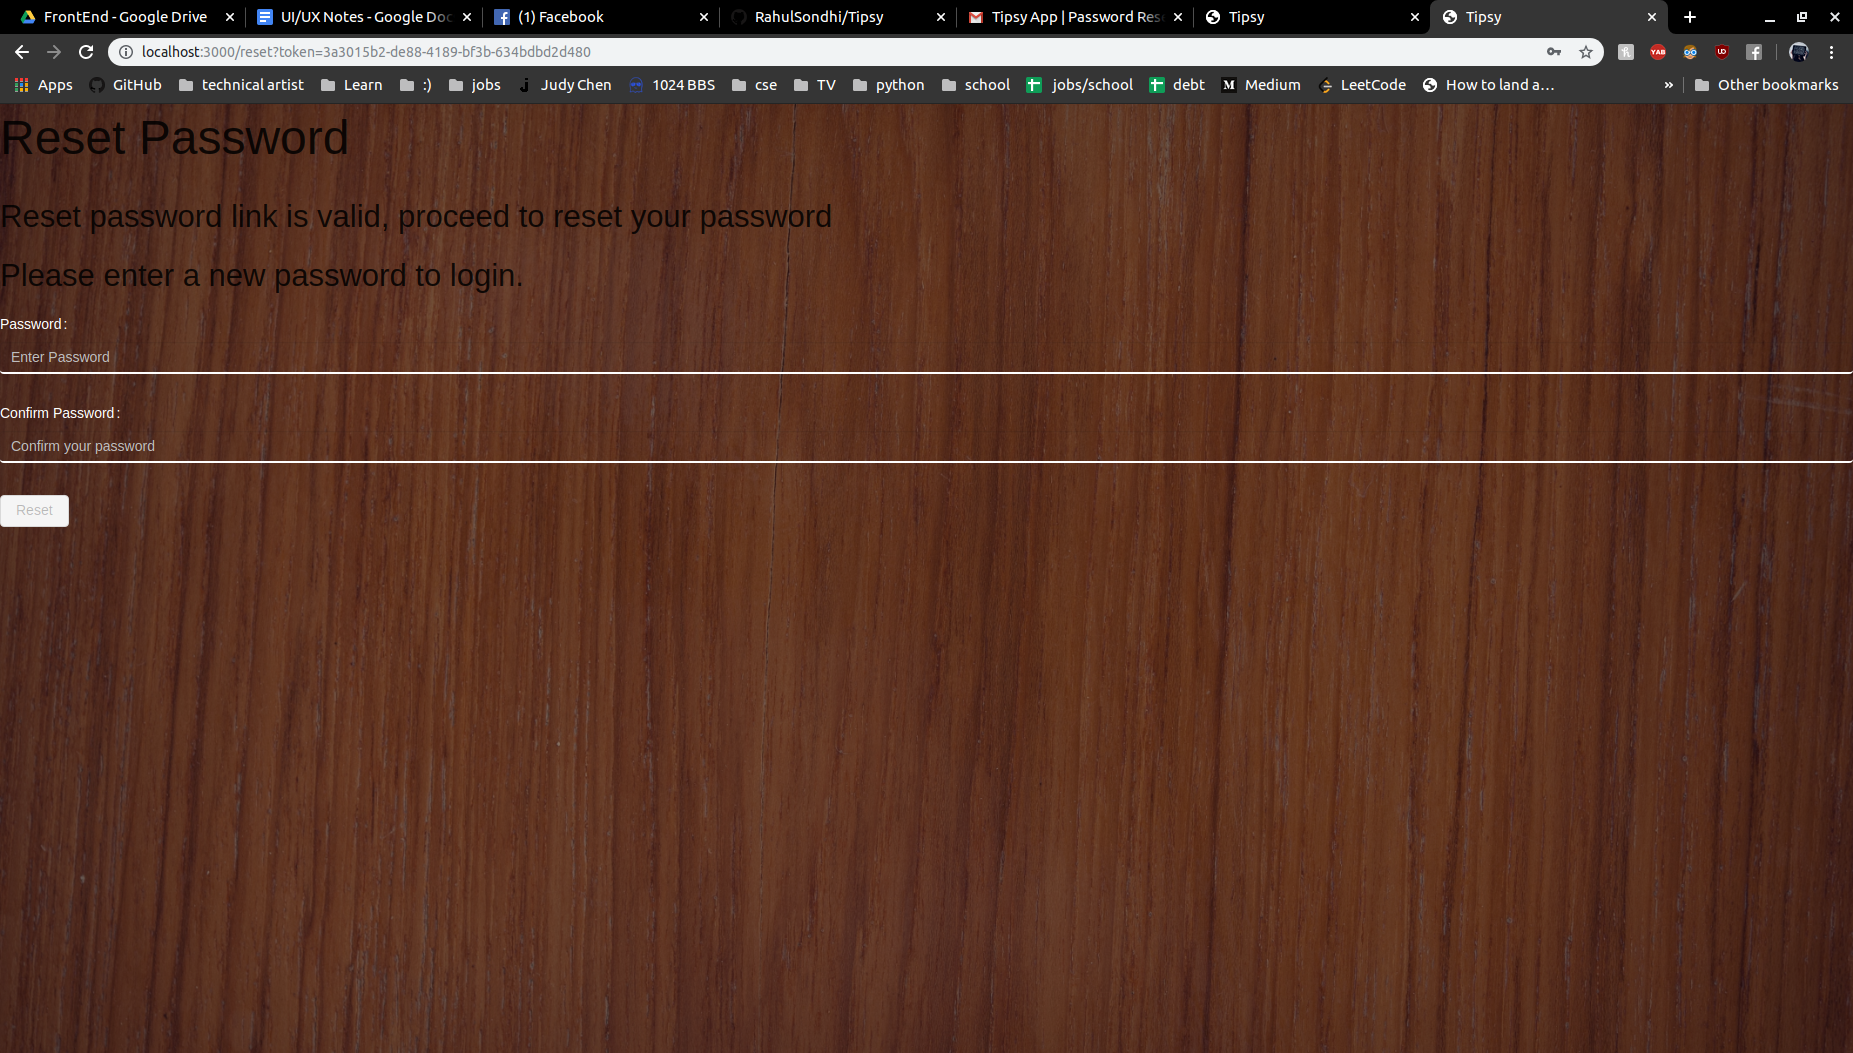 FrontEnd - Google Drive
UI/UX Notes - Google Doc
(1) Facebook
RahulSondhi/Tipsy
Tipsy App | Password Res
Tipsy
Tipsy
localhost:3000/reset?token=3a3015b2-de88-4189-bf3b-634bdbd2d480
YAB
Apps
GitHub
technical artist
Learn
:)
jobs
Judy Chen
1024 BBS
cse
TV
python
school
jobs/school
debt
Medium
LeetCode
How to land a...
»
Other bookmarks
Reset Password
Reset password link is valid, proceed to reset your password
Please enter a new password to login.
Password :
Enter Password
Confirm Password :
Confirm your password
Reset